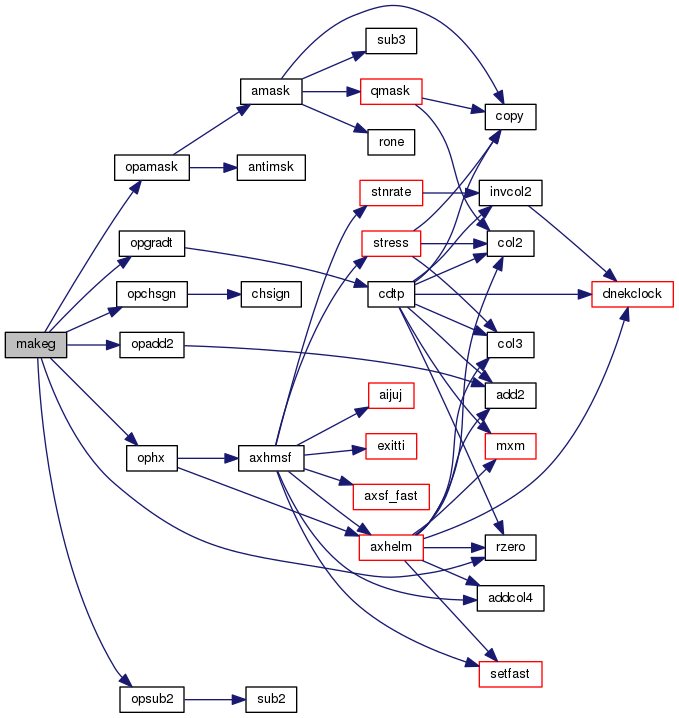 sub3
amask
qmask
copy
rone
opamask
antimsk
stnrate
invcol2
opgradt
stress
col2
opchsgn
chsign
cdtp
dnekclock
makeg
opadd2
col3
aijuj
add2
ophx
axhmsf
exitti
mxm
axsf_fast
axhelm
rzero
addcol4
setfast
opsub2
sub2